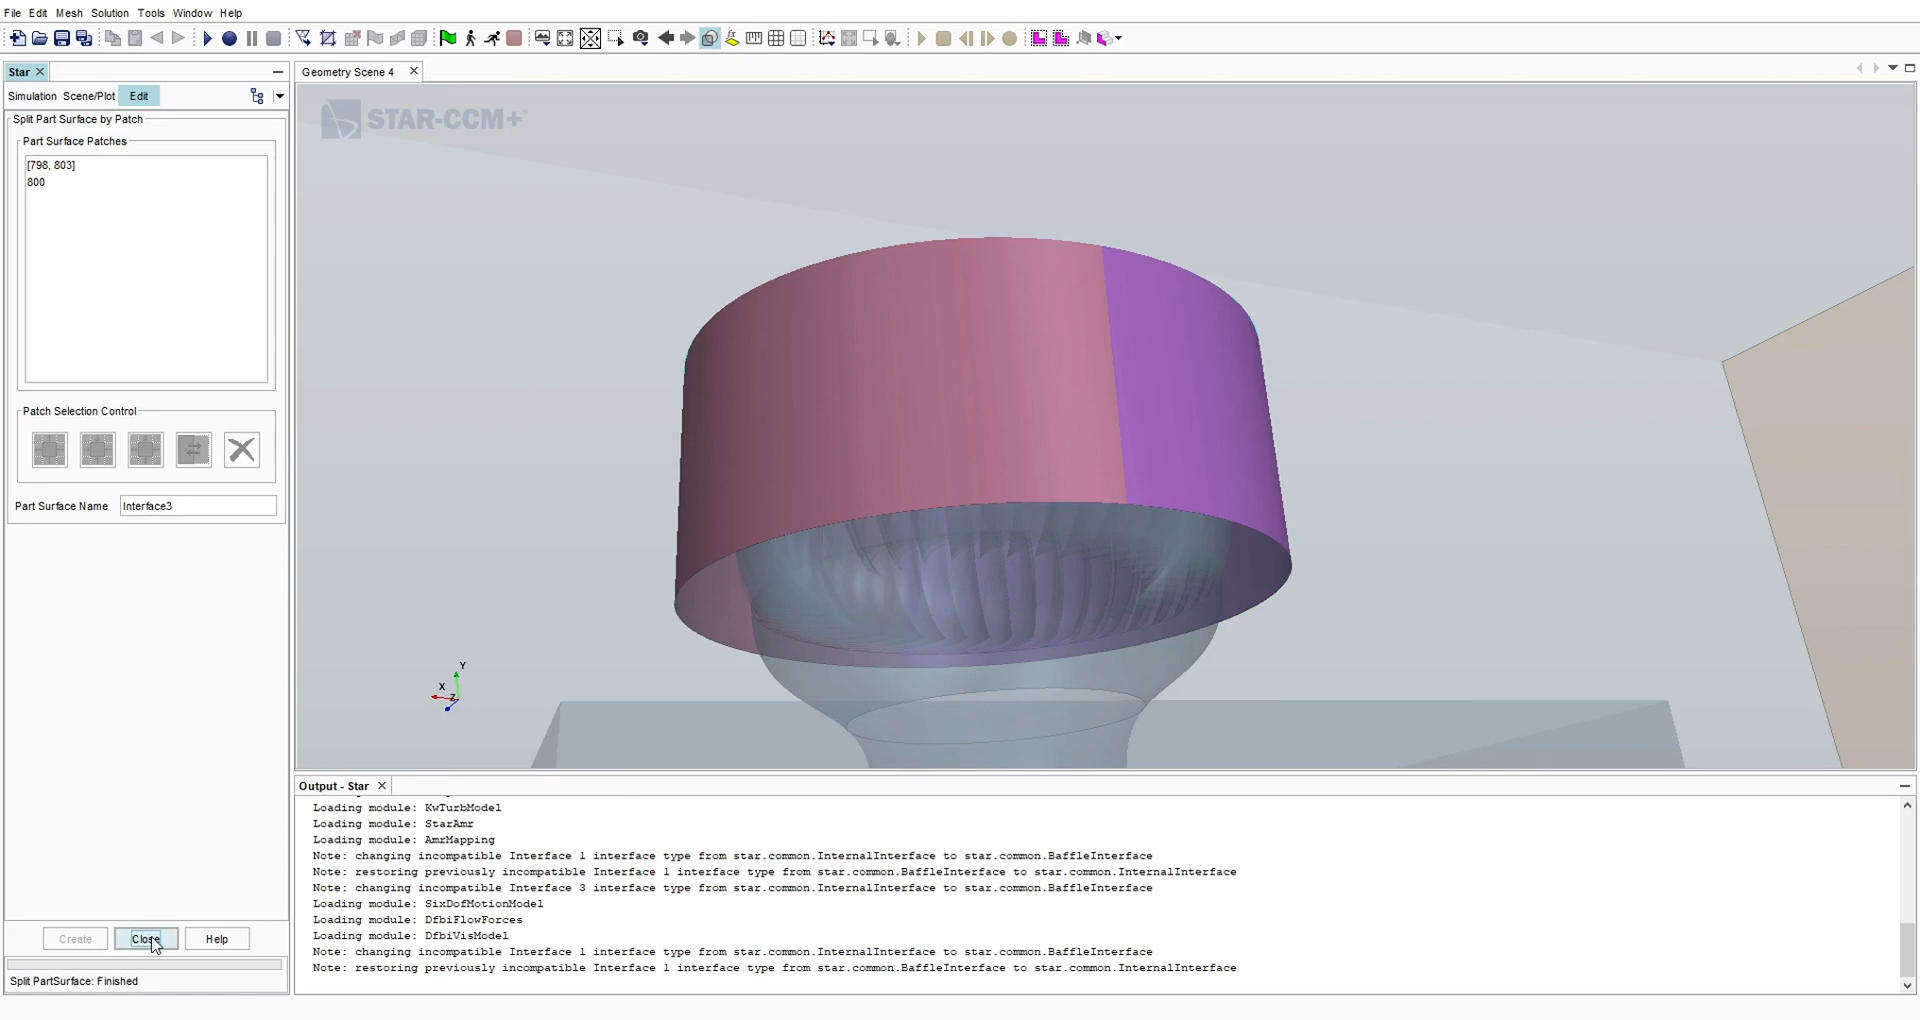 File Edit Mesh Solution Tools Window Help
Star
Geometry Scene 4
Simulation Scene/Plot Edit
Split Part Surface by Patch
Part Surface Patches
[798, 803]
800
Patch Selection Control
Part Surface Name Interface3
Create Close Help
Split PartSurface: Finished
STAR-CCM+
Y
X
Z
Output - Star
Loading module: KwTurbModel
Loading module: StarAmr
Loading module: AmrMapping
Note: changing incompatible Interface 1 interface type from star.common.InternalInterface to star.common.BaffleInterface
Note: restoring previously incompatible Interface 1 interface type from star.common.BaffleInterface to star.common.InternalInterface
Note: changing incompatible Interface 3 interface type from star.common.InternalInterface to star.common.BaffleInterface
Loading module: SixDofMotionModel
Loading module: DfbiFlowForces
Loading module: DfbiVisModel
Note: changing incompatible Interface 1 interface type from star.common.InternalInterface to star.common.BaffleInterface
Note: restoring previously incompatible Interface 1 interface type from star.common.BaffleInterface to star.common.InternalInterface